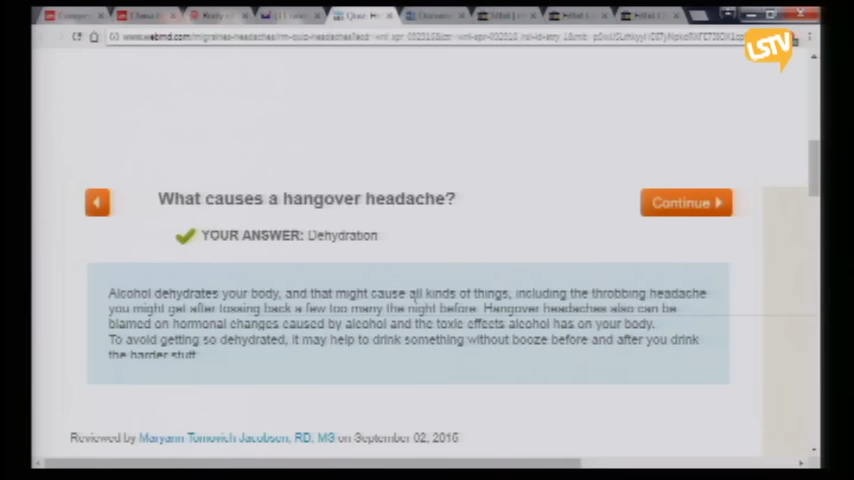 LSTV
What causes a hangover headache?
Continue
YOUR ANSWER: Dehydration
Alcohol dehydrates your body, and that might cause all kinds of things, including the throbbing headache
you might get after tossing back a few too many the night before. Hangover headaches also can be
blamed on hormonal changes caused by alcohol and the toxic effects alcohol has on your body.
To avoid getting so dehydrated, it may help to drink something without booze before and after you drink
the harder stuff.
Reviewed by Maryann Tomovich Jacobsen, RD, MS on September 02, 2015